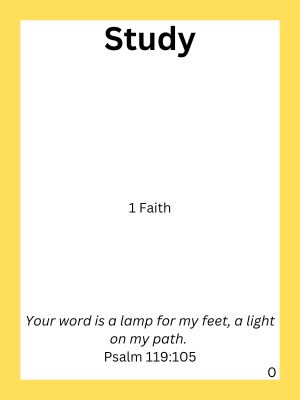 Study
1 Faith
Your word is a lamp for my feet, a light
on my path.
Psalm 119:105
0